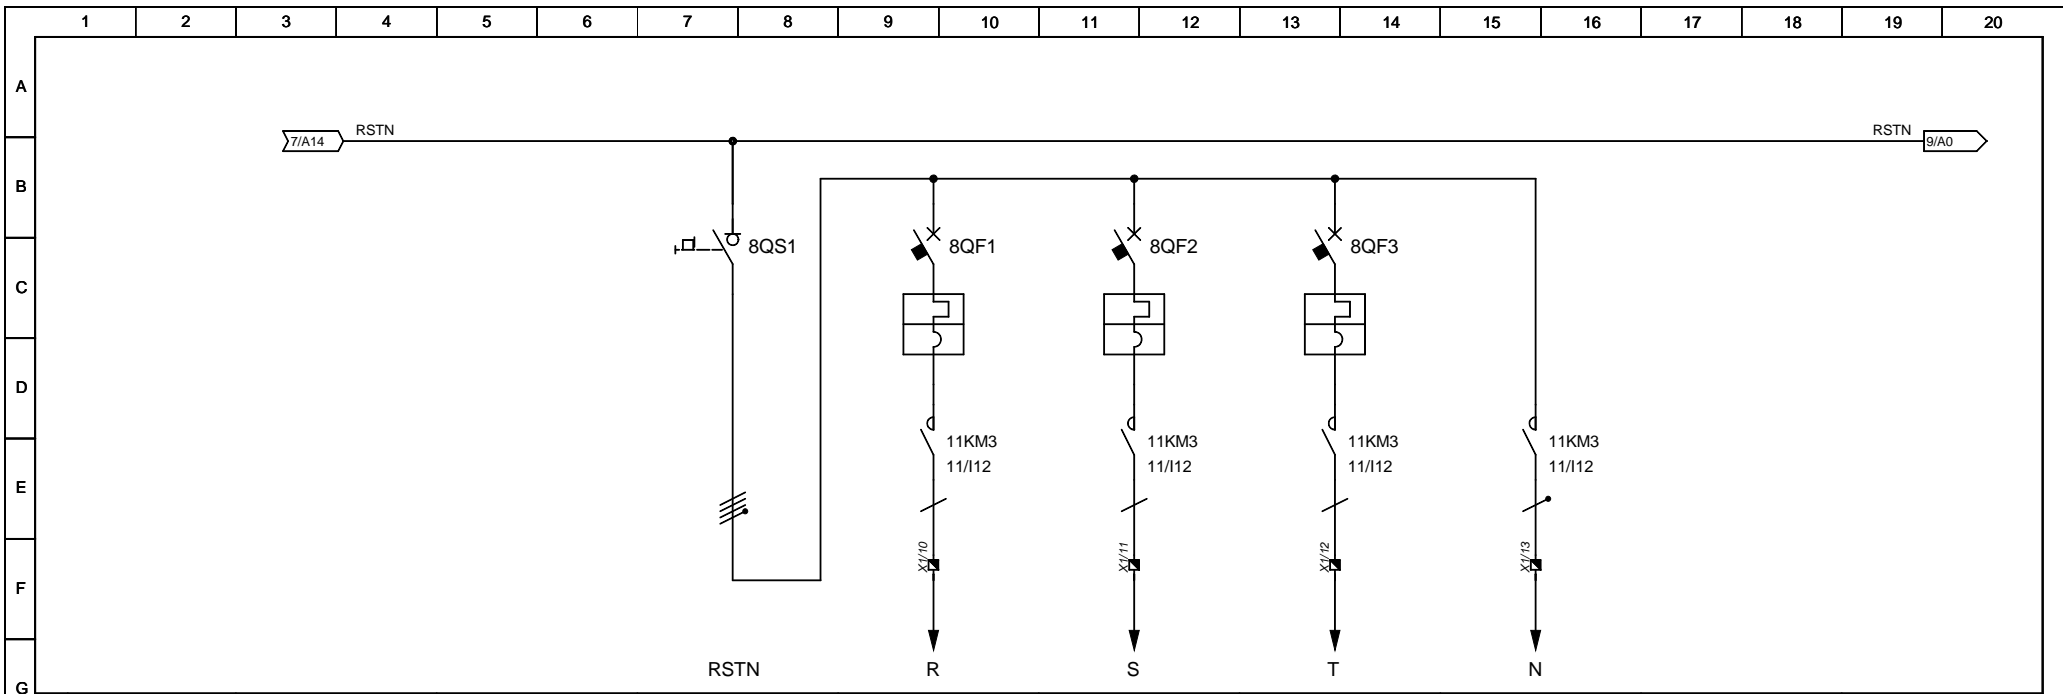 1 2 3 4 5 6 7 8 9 10 11 12 13 14 15 16 17 18 19 20
A
RSTN RSTN
7/A14 9/A0
B
8QS1 8QF1 8QF2 8QF3
C
D
11KM3 11KM3 11KM3 11KM3
11/I12 11/I12 11/I12 11/I12
E
X1/10 X1/11 X1/12 X1/13
F
RSTN R S T N
G